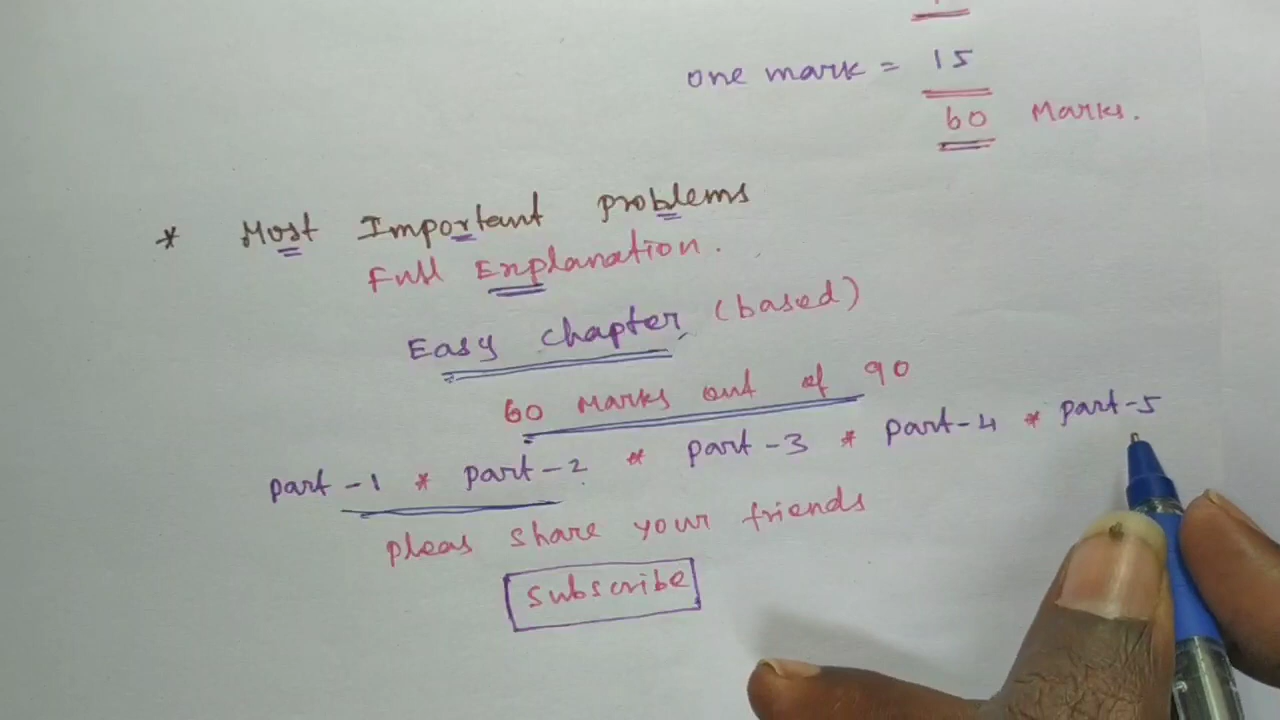 one mark = 15
60 Marks.
* Most Important problems
Full Explanation.
Easy chapter (based)
60 Marks out of 90
part-1 * part-2 * part-3 * part-4 * part-5
pleas share your friends
Subscribe